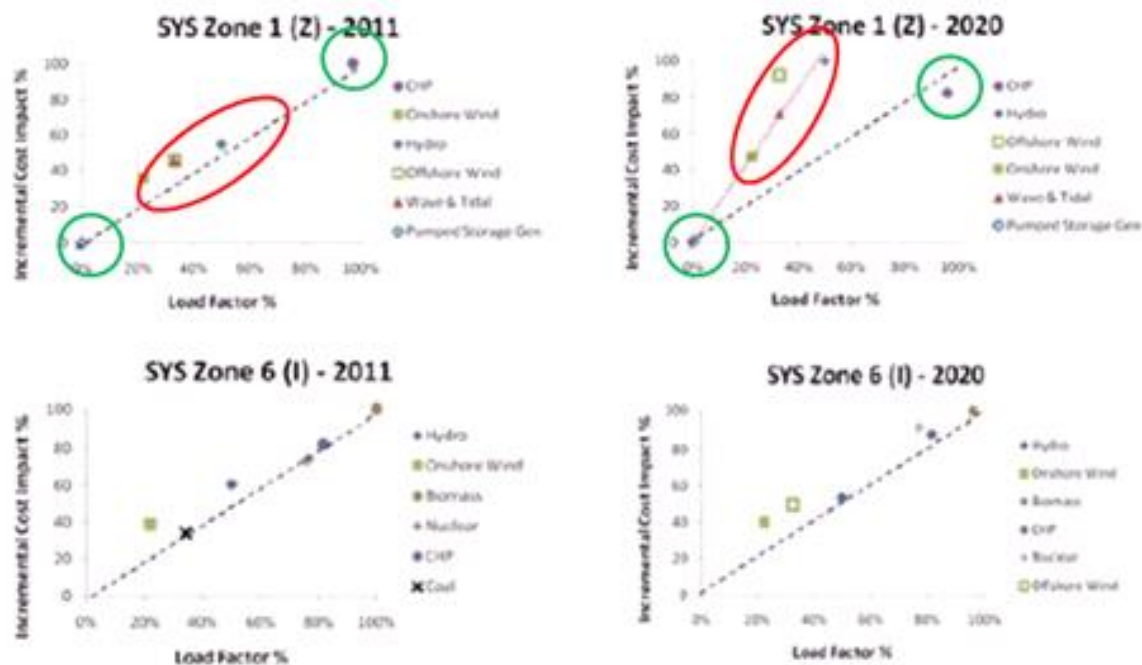 SYS Zone 1 (Z) - 2011
Incremental Cost Impact %
100
80
60
40
20
0
0%
20%
40%
60%
80%
100%
Load Factor %
CHP
Onshore Wind
Hydro
Offshore Wind
Wave & Tidal
Pumped Storage Gen
SYS Zone 1 (Z) - 2020
Incremental Cost Impact %
100
80
60
40
20
0
0%
20%
40%
60%
80%
100%
Load Factor %
CHP
Hydro
Offshore Wind
Onshore Wind
Wave & Tidal
Pumped Storage Gen
SYS Zone 6 (I) - 2011
Incremental Cost Impact %
100
80
60
40
20
0
0%
20%
40%
60%
80%
100%
Load Factor %
Hydro
Onshore Wind
Biomass
Nuclear
CHP
Coal
SYS Zone 6 (I) - 2020
Incremental Cost Impact %
100
80
60
40
20
0
0%
20%
40%
60%
80%
100%
Load Factor %
Hydro
Onshore Wind
Biomass
CHP
Nuclear
Offshore Wind